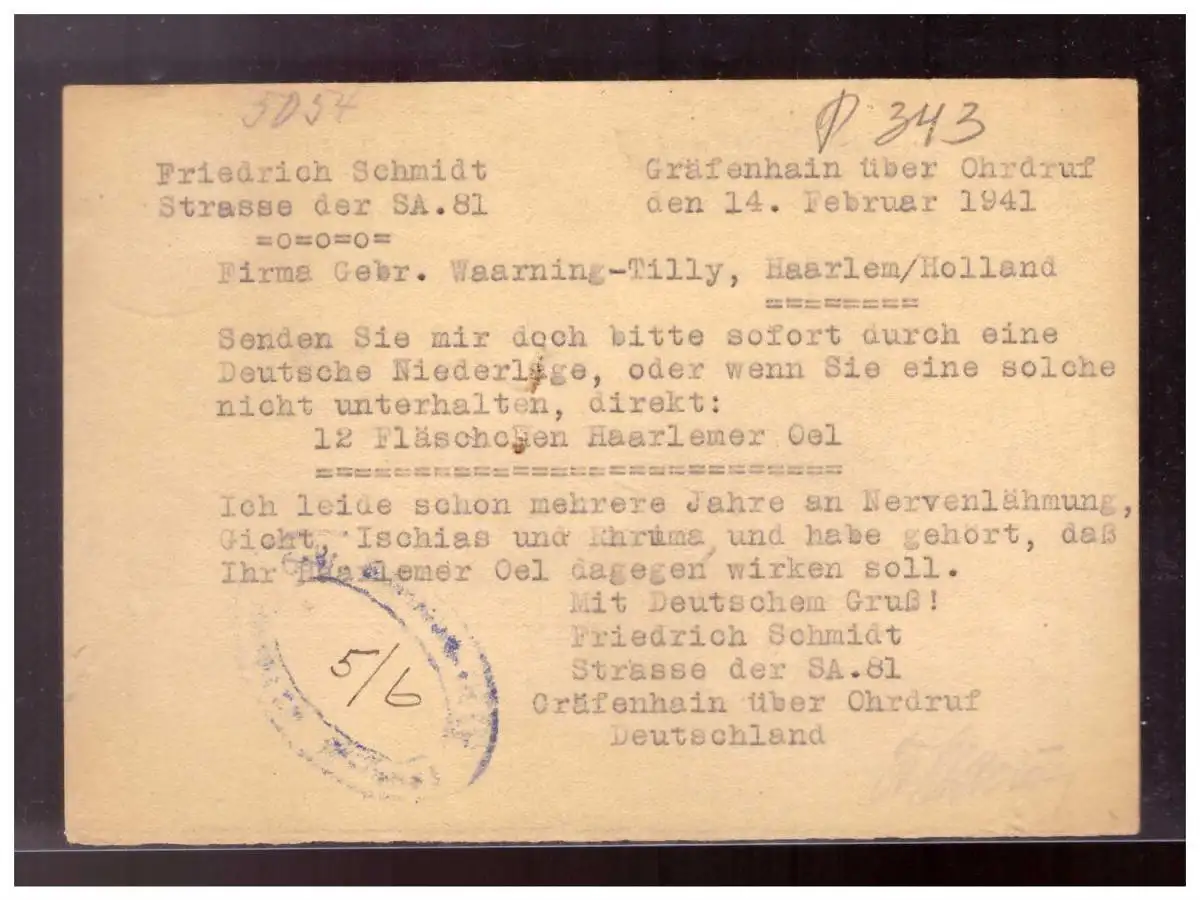 5054
P 343
Friedrich Schmidt
Strasse der SA.81
=o=o=o=
Gräfenhain über Ohrdruf
den 14. Februar 1941
Firma Gebr. Waarning-Tilly, Haarlem/Holland
========
Senden Sie mir doch bitte sofort durch eine
Deutsche Niederlage, oder wenn Sie eine solche
nicht unterhalten, direkt:
12 Fläschchen Haarlemer Oel
===========================
Ich leide schon mehrere Jahre an Nervenlähmung,
Gicht, Ischias und Rhruma und habe gehört, daß
Ihr Haarlemer Oel dagegen wirken soll.
Mit Deutschem Gruß!
Friedrich Schmidt
Strasse der SA.81
Gräfenhain über Ohrdruf
Deutschland
5/6